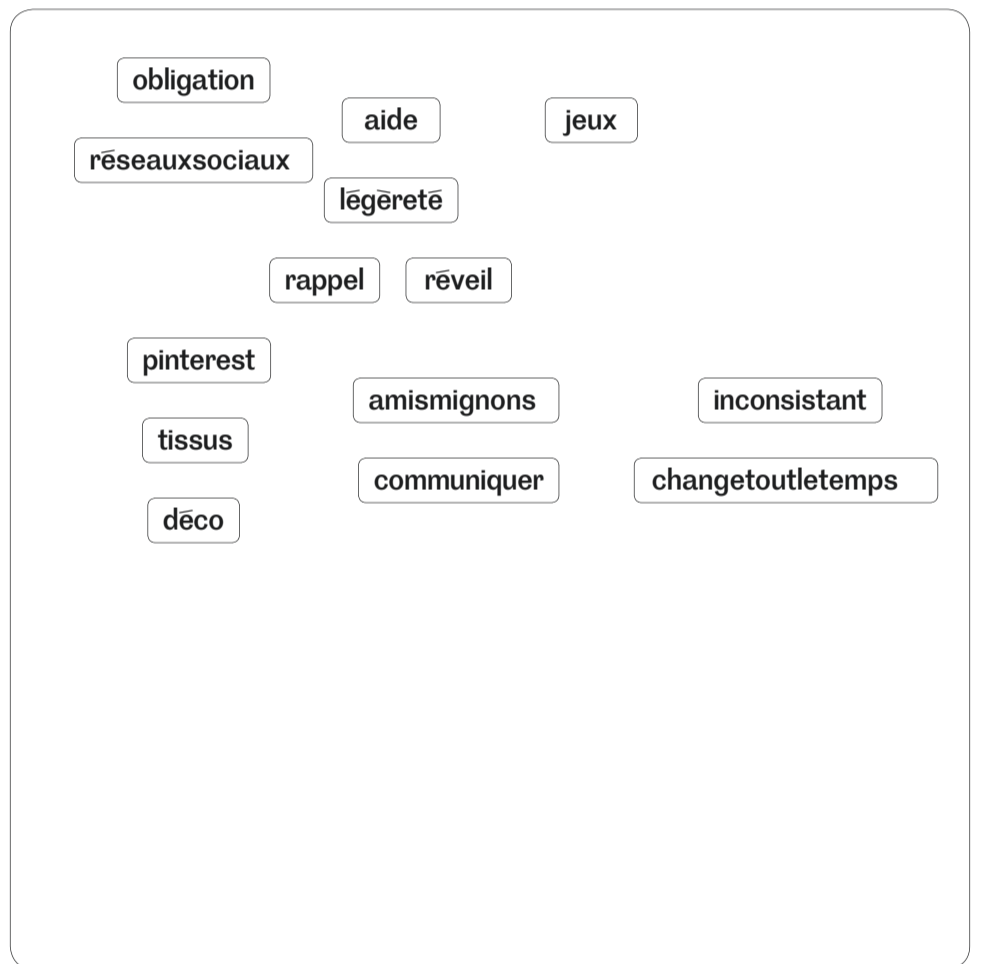 obligation
aide
jeux
réseauxsociaux
légèreté
rappel
réveil
pinterest
amismignons
inconsistant
tissus
communiquer
changetoutletemps
déco